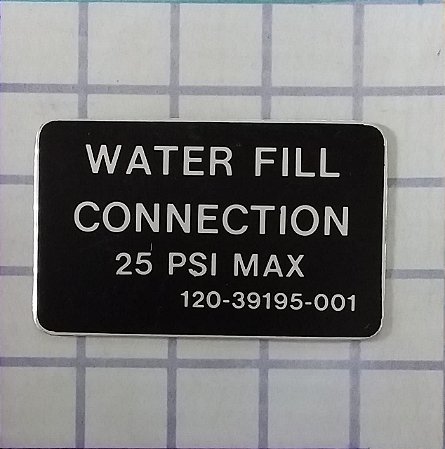 WATER FILL
CONNECTION
25 PSI MAX
120-39195-001